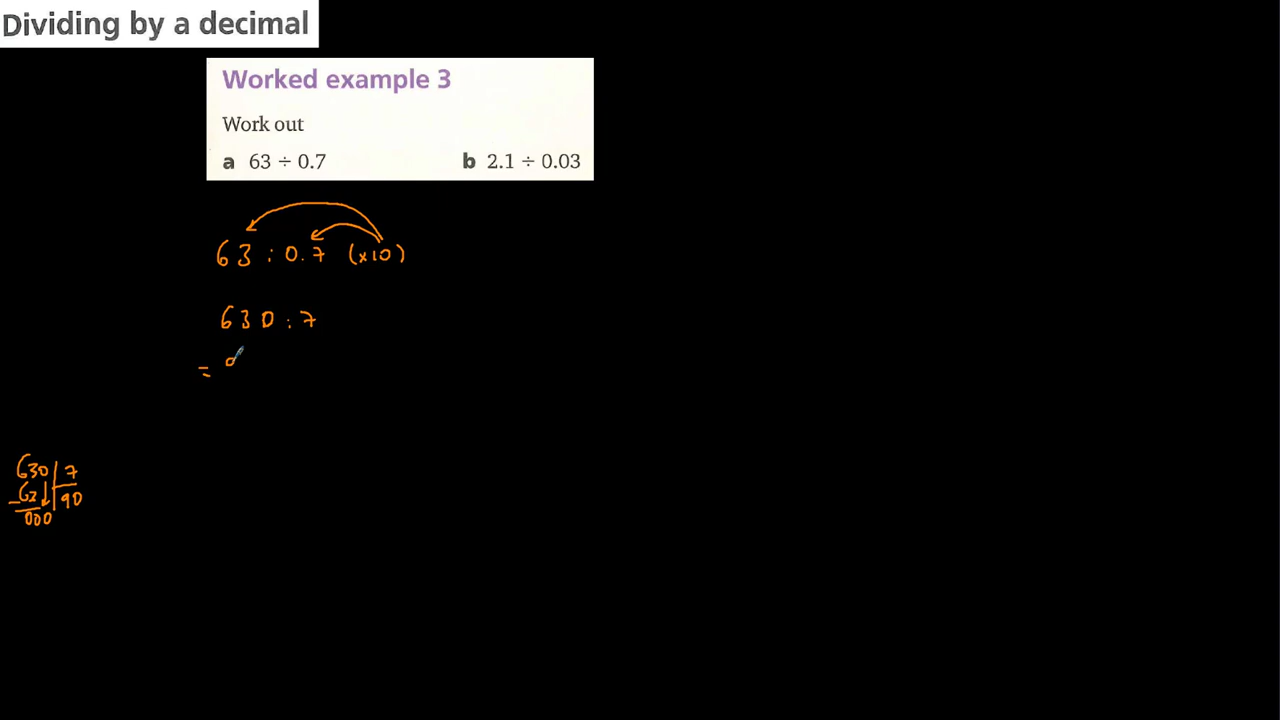 Dividing by a decimal
Worked example 3
Work out
a 63 ÷ 0.7 b 2.1 ÷ 0.03
63 : 0.7 (x10)
630 : 7
=
630 | 7
-63 | 90
000